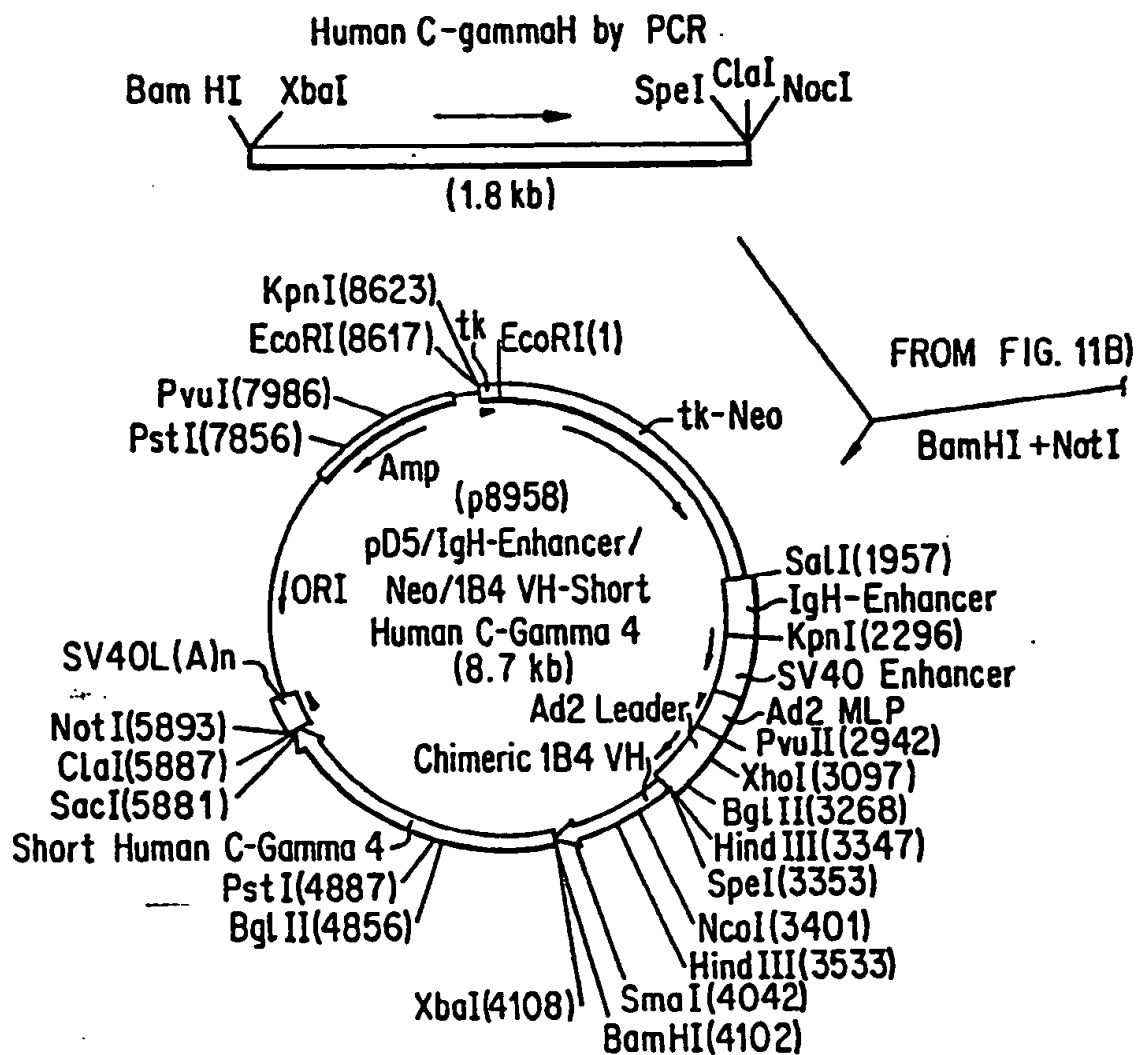 Human C-gammaH by PCR
Bam HI
XbaI
SpeI
ClaI
NocI
(1.8 kb)
KpnI(8623)
EcoRI(8617)
tk
EcoRI(1)
PvuI(7986)
PstI(7856)
Amp
tk-Neo
FROM FIG. 11B)
BamHI+NotI
(p8958)
pD5/IgH-Enhancer/
Neo/1B4 VH-Short
Human C-Gamma 4
(8.7 kb)
ORI
SalI(1957)
IgH-Enhancer
KpnI(2296)
SV40 Enhancer
Ad2 MLP
PvuII(2942)
XhoI(3097)
BglII(3268)
Hind III(3347)
SpeI(3353)
NcoI(3401)
Hind III(3533)
SmaI(4042)
BamHI(4102)
XbaI(4108)
Ad2 Leader
Chimeric 1B4 VH
SV40L(A)n
NotI(5893)
ClaI(5887)
SacI(5881)
Short Human C-Gamma 4
PstI(4887)
BglII(4856)